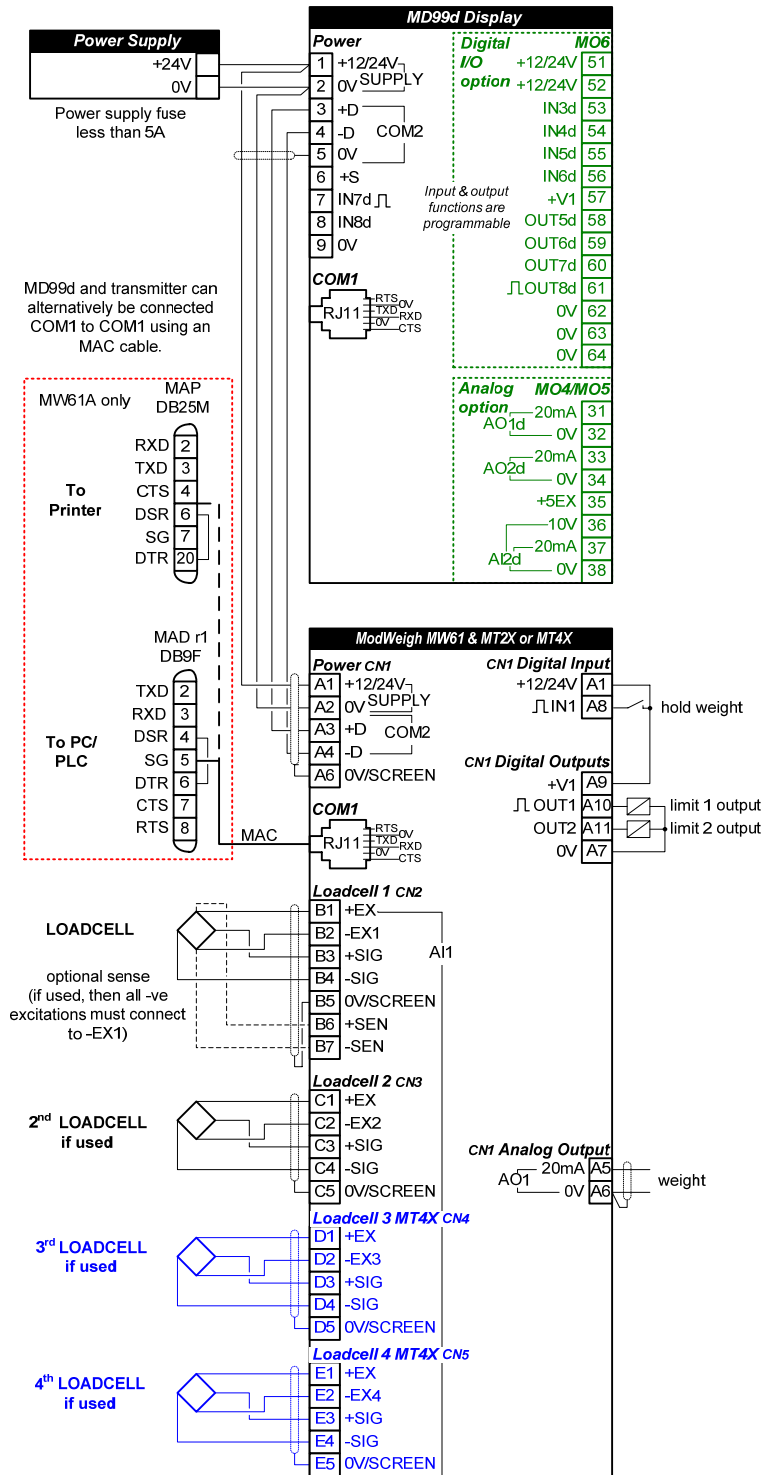 MD99d Display
Power Supply
+24V
0V
Power supply fuse
less than 5A
Power
1 +12/24V
2 0V
SUPPLY
3 +D
4 -D
COM2
5 0V
6 +S
7 IN7d
8 IN8d
9 0V
COM1
RJ11
RTS
0V
TXD
RXD
0V
CTS
Digital MO6
I/O
option
+12/24V 51
+12/24V 52
IN3d 53
IN4d 54
IN5d 55
IN6d 56
+V1 57
OUT5d 58
OUT6d 59
OUT7d 60
OUT8d 61
0V 62
0V 63
0V 64
Input & output
functions are
programmable
Analog MO4/MO5
option
20mA 31
AO1d
0V 32
20mA 33
AO2d
0V 34
+5EX 35
10V 36
20mA 37
AI2d
0V 38
MD99d and transmitter can
alternatively be connected
COM1 to COM1 using an
MAC cable.
MW61A only
MAP
DB25M
To
Printer
RXD 2
TXD 3
CTS 4
DSR 6
SG 7
DTR 20
MAD r1
DB9F
To PC/
PLC
TXD 2
RXD 3
DSR 4
SG 5
DTR 6
CTS 7
RTS 8
MAC
ModWeigh MW61 & MT2X or MT4X
Power CN1
A1 +12/24V
A2 0V
SUPPLY
A3 +D
A4 -D
COM2
A6 0V/SCREEN
COM1
RJ11
RTS
0V
TXD
RXD
0V
CTS
CN1 Digital Input
+12/24V A1
IN1 A8
hold weight
CN1 Digital Outputs
+V1 A9
OUT1 A10 limit 1 output
OUT2 A11 limit 2 output
0V A7
Loadcell 1 CN2
LOADCELL
optional sense
(if used, then all -ve
excitations must connect
to -EX1)
B1 +EX
B2 -EX1
B3 +SIG
B4 -SIG
B5 0V/SCREEN
B6 +SEN
B7 -SEN
AI1
Loadcell 2 CN3
2nd LOADCELL
if used
C1 +EX
C2 -EX2
C3 +SIG
C4 -SIG
C5 0V/SCREEN
CN1 Analog Output
20mA A5
AO1
0V A6
weight
Loadcell 3 MT4X CN4
3rd LOADCELL
if used
D1 +EX
D2 -EX3
D3 +SIG
D4 -SIG
D5 0V/SCREEN
Loadcell 4 MT4X CN5
4th LOADCELL
if used
E1 +EX
E2 -EX4
E3 +SIG
E4 -SIG
E5 0V/SCREEN